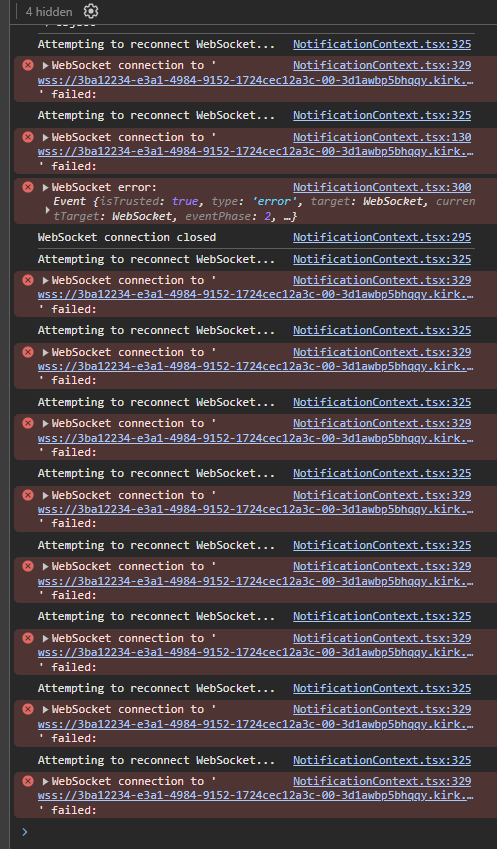 4 hidden
Attempting to reconnect WebSocket... NotificationContext.tsx:325
WebSocket connection to ' NotificationContext.tsx:329
wss://3ba12234-e3a1-4984-9152-1724cec12a3c-00-3d1awbp5bhqqy.kirk.…
' failed:
Attempting to reconnect WebSocket... NotificationContext.tsx:325
WebSocket connection to ' NotificationContext.tsx:130
wss://3ba12234-e3a1-4984-9152-1724cec12a3c-00-3d1awbp5bhqqy.kirk.…
' failed:
WebSocket error: NotificationContext.tsx:300
Event {isTrusted: true, type: 'error', target: WebSocket, curren
tTarget: WebSocket, eventPhase: 2, …}
WebSocket connection closed NotificationContext.tsx:295
Attempting to reconnect WebSocket... NotificationContext.tsx:325
WebSocket connection to ' NotificationContext.tsx:329
wss://3ba12234-e3a1-4984-9152-1724cec12a3c-00-3d1awbp5bhqqy.kirk.…
' failed:
Attempting to reconnect WebSocket... NotificationContext.tsx:325
WebSocket connection to ' NotificationContext.tsx:329
wss://3ba12234-e3a1-4984-9152-1724cec12a3c-00-3d1awbp5bhqqy.kirk.…
' failed:
Attempting to reconnect WebSocket... NotificationContext.tsx:325
WebSocket connection to ' NotificationContext.tsx:329
wss://3ba12234-e3a1-4984-9152-1724cec12a3c-00-3d1awbp5bhqqy.kirk.…
' failed:
Attempting to reconnect WebSocket... NotificationContext.tsx:325
WebSocket connection to ' NotificationContext.tsx:329
wss://3ba12234-e3a1-4984-9152-1724cec12a3c-00-3d1awbp5bhqqy.kirk.…
' failed:
Attempting to reconnect WebSocket... NotificationContext.tsx:325
WebSocket connection to ' NotificationContext.tsx:329
wss://3ba12234-e3a1-4984-9152-1724cec12a3c-00-3d1awbp5bhqqy.kirk.…
' failed:
Attempting to reconnect WebSocket... NotificationContext.tsx:325
WebSocket connection to ' NotificationContext.tsx:329
wss://3ba12234-e3a1-4984-9152-1724cec12a3c-00-3d1awbp5bhqqy.kirk.…
' failed:
Attempting to reconnect WebSocket... NotificationContext.tsx:325
WebSocket connection to ' NotificationContext.tsx:329
wss://3ba12234-e3a1-4984-9152-1724cec12a3c-00-3d1awbp5bhqqy.kirk.…
' failed:
Attempting to reconnect WebSocket... NotificationContext.tsx:325
WebSocket connection to ' NotificationContext.tsx:329
wss://3ba12234-e3a1-4984-9152-1724cec12a3c-00-3d1awbp5bhqqy.kirk.…
' failed: